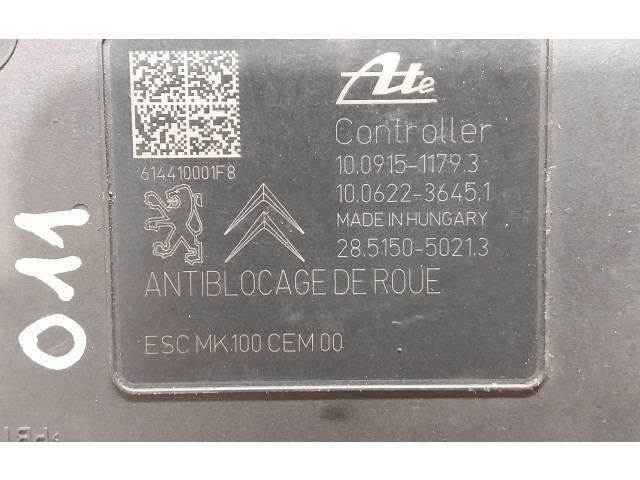 Ate
Controller
10.0915-1179.3
614410001F8
10.0622-3645.1
MADE IN HUNGARY
28.5150-5021.3
ANTIBLOCAGE DE ROUE
ESC MK100 CEM 00
011